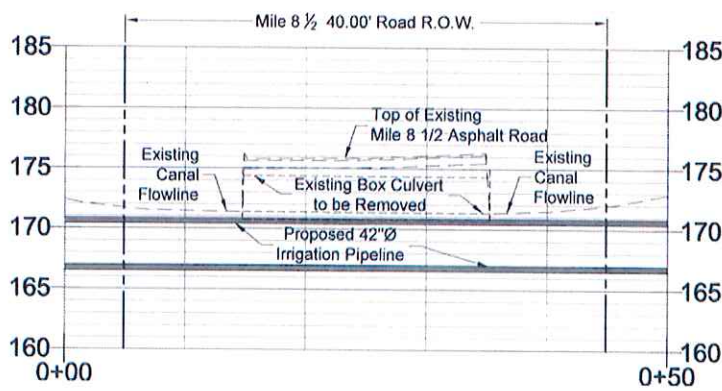 Mile 8 ½ 40.00' Road R.O.W.
185
185
180
180
Top of Existing
Mile 8 1/2 Asphalt Road
175
175
Existing
Canal
Flowline
Existing Box Culvert
to be Removed
Existing
Canal
Flowline
170
170
Proposed 42"Ø
Irrigation Pipeline
165
165
160
160
0+00
0+50